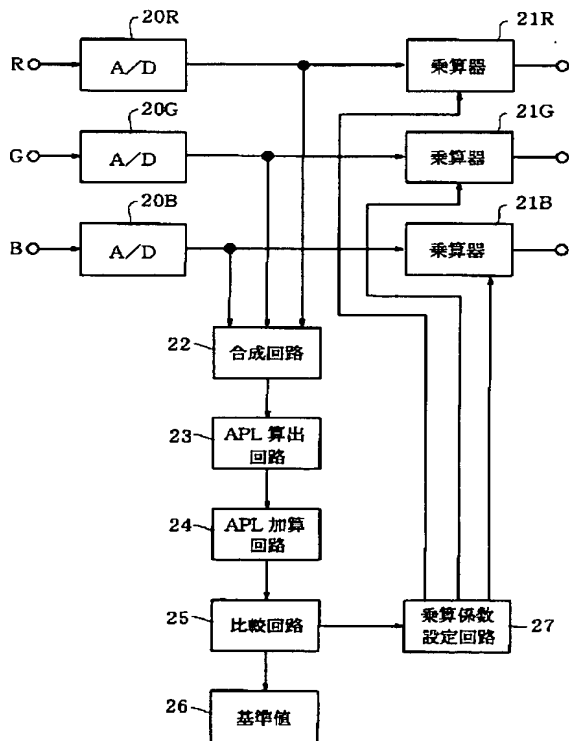 20R
21R
R
A/D
乗算器
20G
21G
G
A/D
乗算器
20B
21B
B
A/D
乗算器
22
合成回路
23
APL 算出
回路
24
APL 加算
回路
25
比較回路
乗算係数
設定回路
27
26
基準値